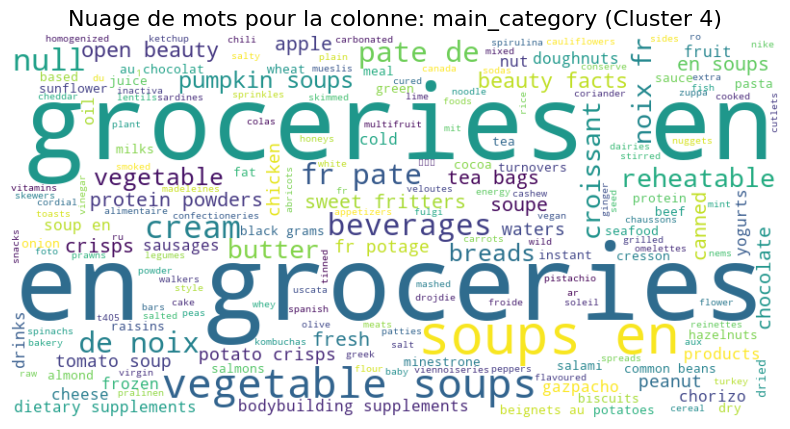 Nuage de mots pour la colonne: main_category (Cluster 4)
homogenized ketchup chili carbonated spirulina cauliflowers sides ro nike
null open beauty apple pate de mixed doughnuts noix fr fruit en soups
based au chocolat salty plain mueslis nut conserve extra
sunflower juice du pumpkin soups wheat meal beauty facts sauce pasta
cheddar inactiva sprinkles canada cured green sodas fish zuppa cooked
oil lentils sardines skimmed lime noodle foods coriander rice cutlets
groceries en
plant colas multifruit cold mit nuggets dairies
milks honeys tea croissant stirred
vegetable smoked fat chicken white fr pate tea bags cocoa turnovers reheatable
vitamins skewers madeleines abricots veloutes energy cashew ginger seed mint
cordial vinegar protein powders fr sweet fritters soupe protein beef prawns
toasts alimentaire confectioneries appetizers fulgi vegan chaussons canned yogurts
onion soup en cream black grams beverages waters wild seafood grilled
snacks ru crisps sausages butter fr potage carrots breads instant cresson omelettes chocolate
foto legumes nems
en groceries
powder walkers style tinned mashed pistachio
t405 bars cake whey uscata spanish drojdie froide ar soleil flower
drinks salted peas kombuchas olive meats patties soups en reinettes
spinachs raisins de noix fresh salt viennoiseries peppers aux hazelnuts
bakery tomato soup potato crisps greek minestrone spreads products
raw almond virgin salmons flour baby flavoured salami common beans dried
frozen vegetable soups gazpacho peanut turkey
cheese pralinen biscuits chorizo
dietary supplements bodybuilding supplements beignets au potatoes cereal dry